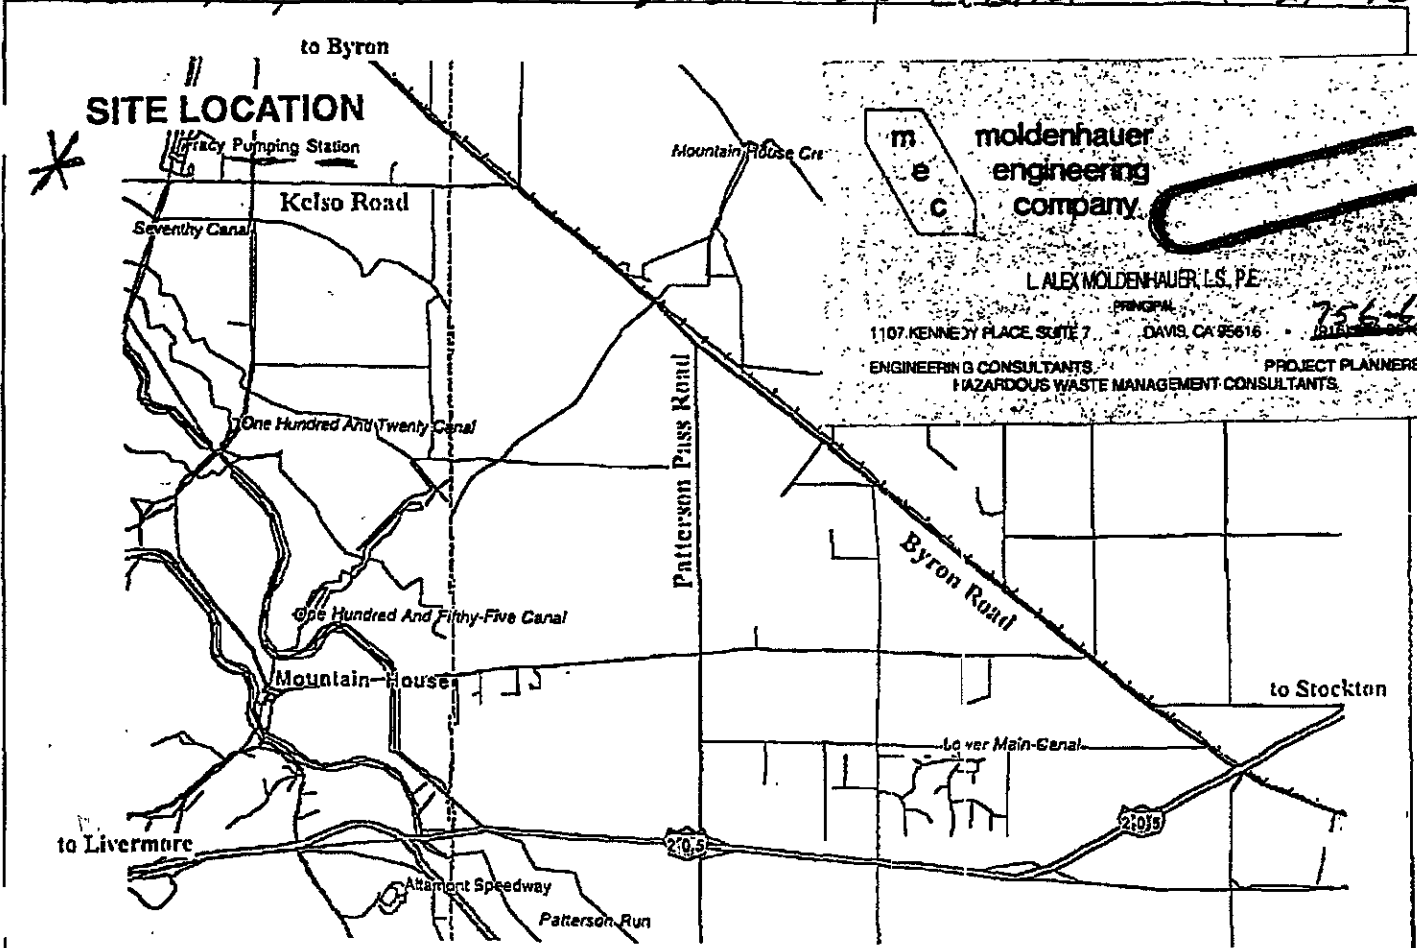 to Byron
SITE LOCATION
Tracy Pumping Station
Kelso Road
Seventhy Canal
Mountain House Cre
m e c
moldenhauer
engineering
company
L. ALEX MOLDENHAUER, L.S., P.E.
PRINCIPAL
1107 KENNEDY PLACE, SUITE 7
DAVIS, CA 95616
756-6
ENGINEERING CONSULTANTS
PROJECT PLANNERS
HAZARDOUS WASTE MANAGEMENT CONSULTANTS
One Hundred And Twenty Canal
Patterson Pass Road
Byron Road
One Hundred And Fifthy-Five Canal
Mountain House
to Stockton
Lower Main Canal
205
to Livermore
205
Altamont Speedway
Patterson Run